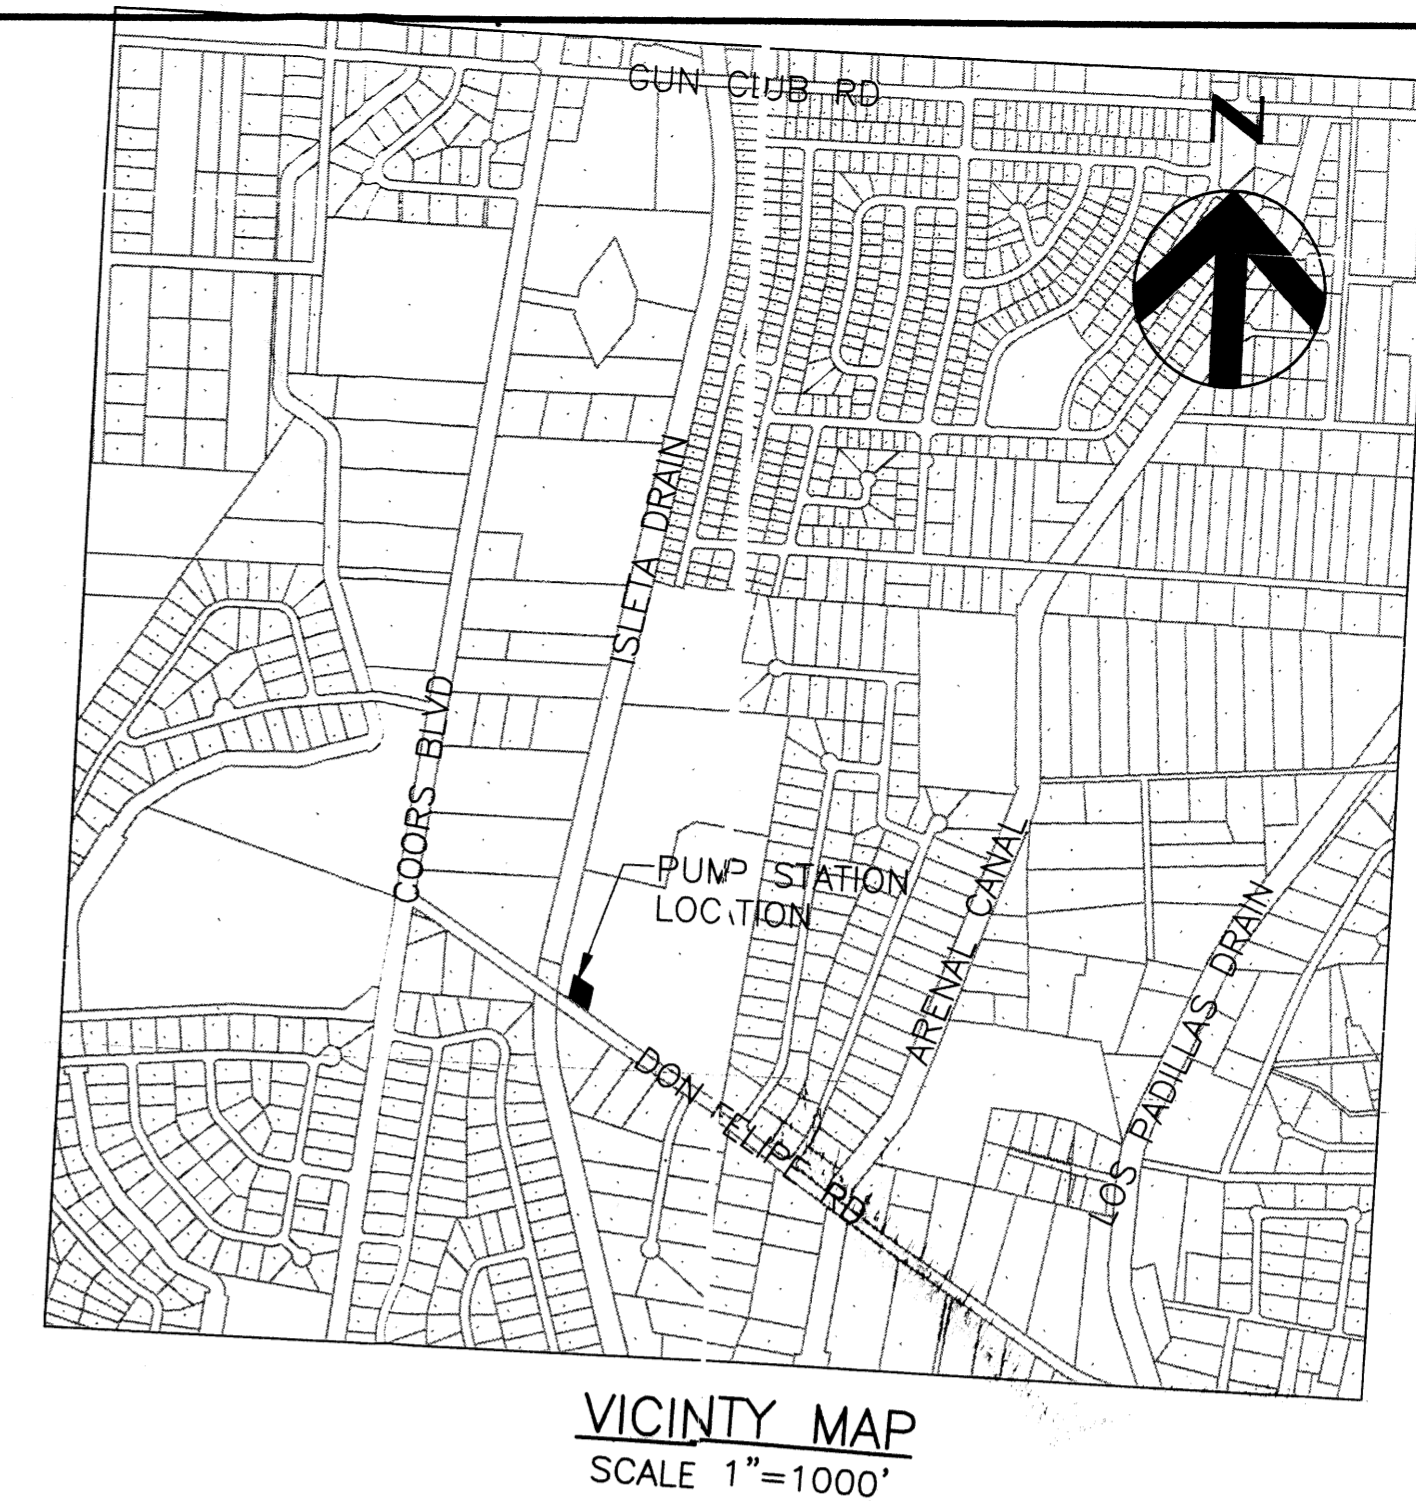 GUN CLUB RD
N
ISLETA DRAIN
COORS BLVD
PUMP STATION
LOCATION
ARENAL CANAL
LOS PADILLAS DRAIN
DON FELIPE RD
VICINTY MAP
SCALE 1"=1000'